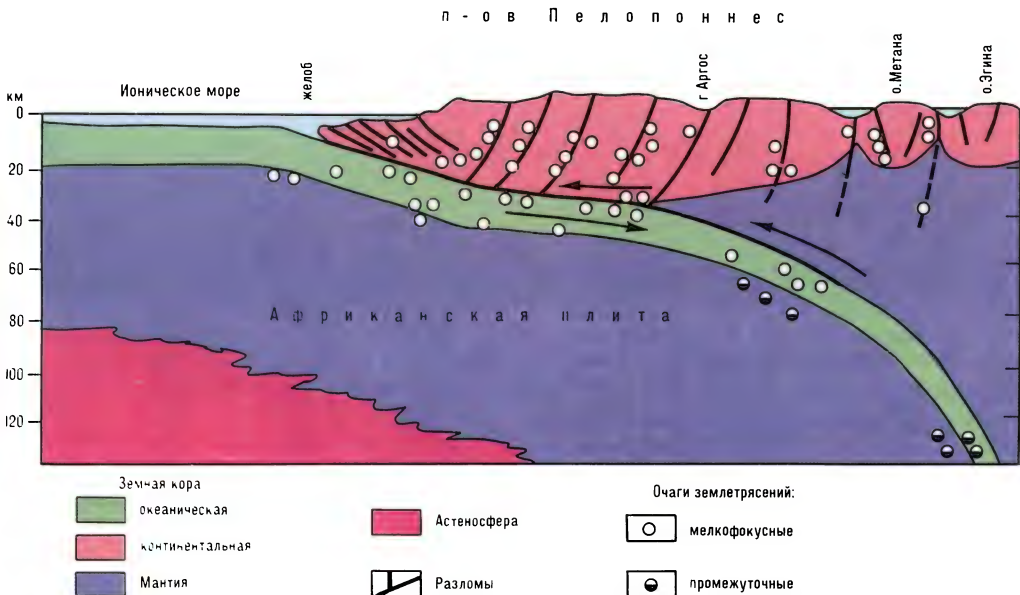 п-ов Пелопоннес
Ионическое море
желоб
г Аргос
о.Метана
о.Эгина
км
0
20
40
60
80
100
120
Африканская плита
Земная кора
океаническая
континентальная
Мантия
Астеносфера
Разломы
Очаги землетрясений:
мелкофокусные
промежуточные